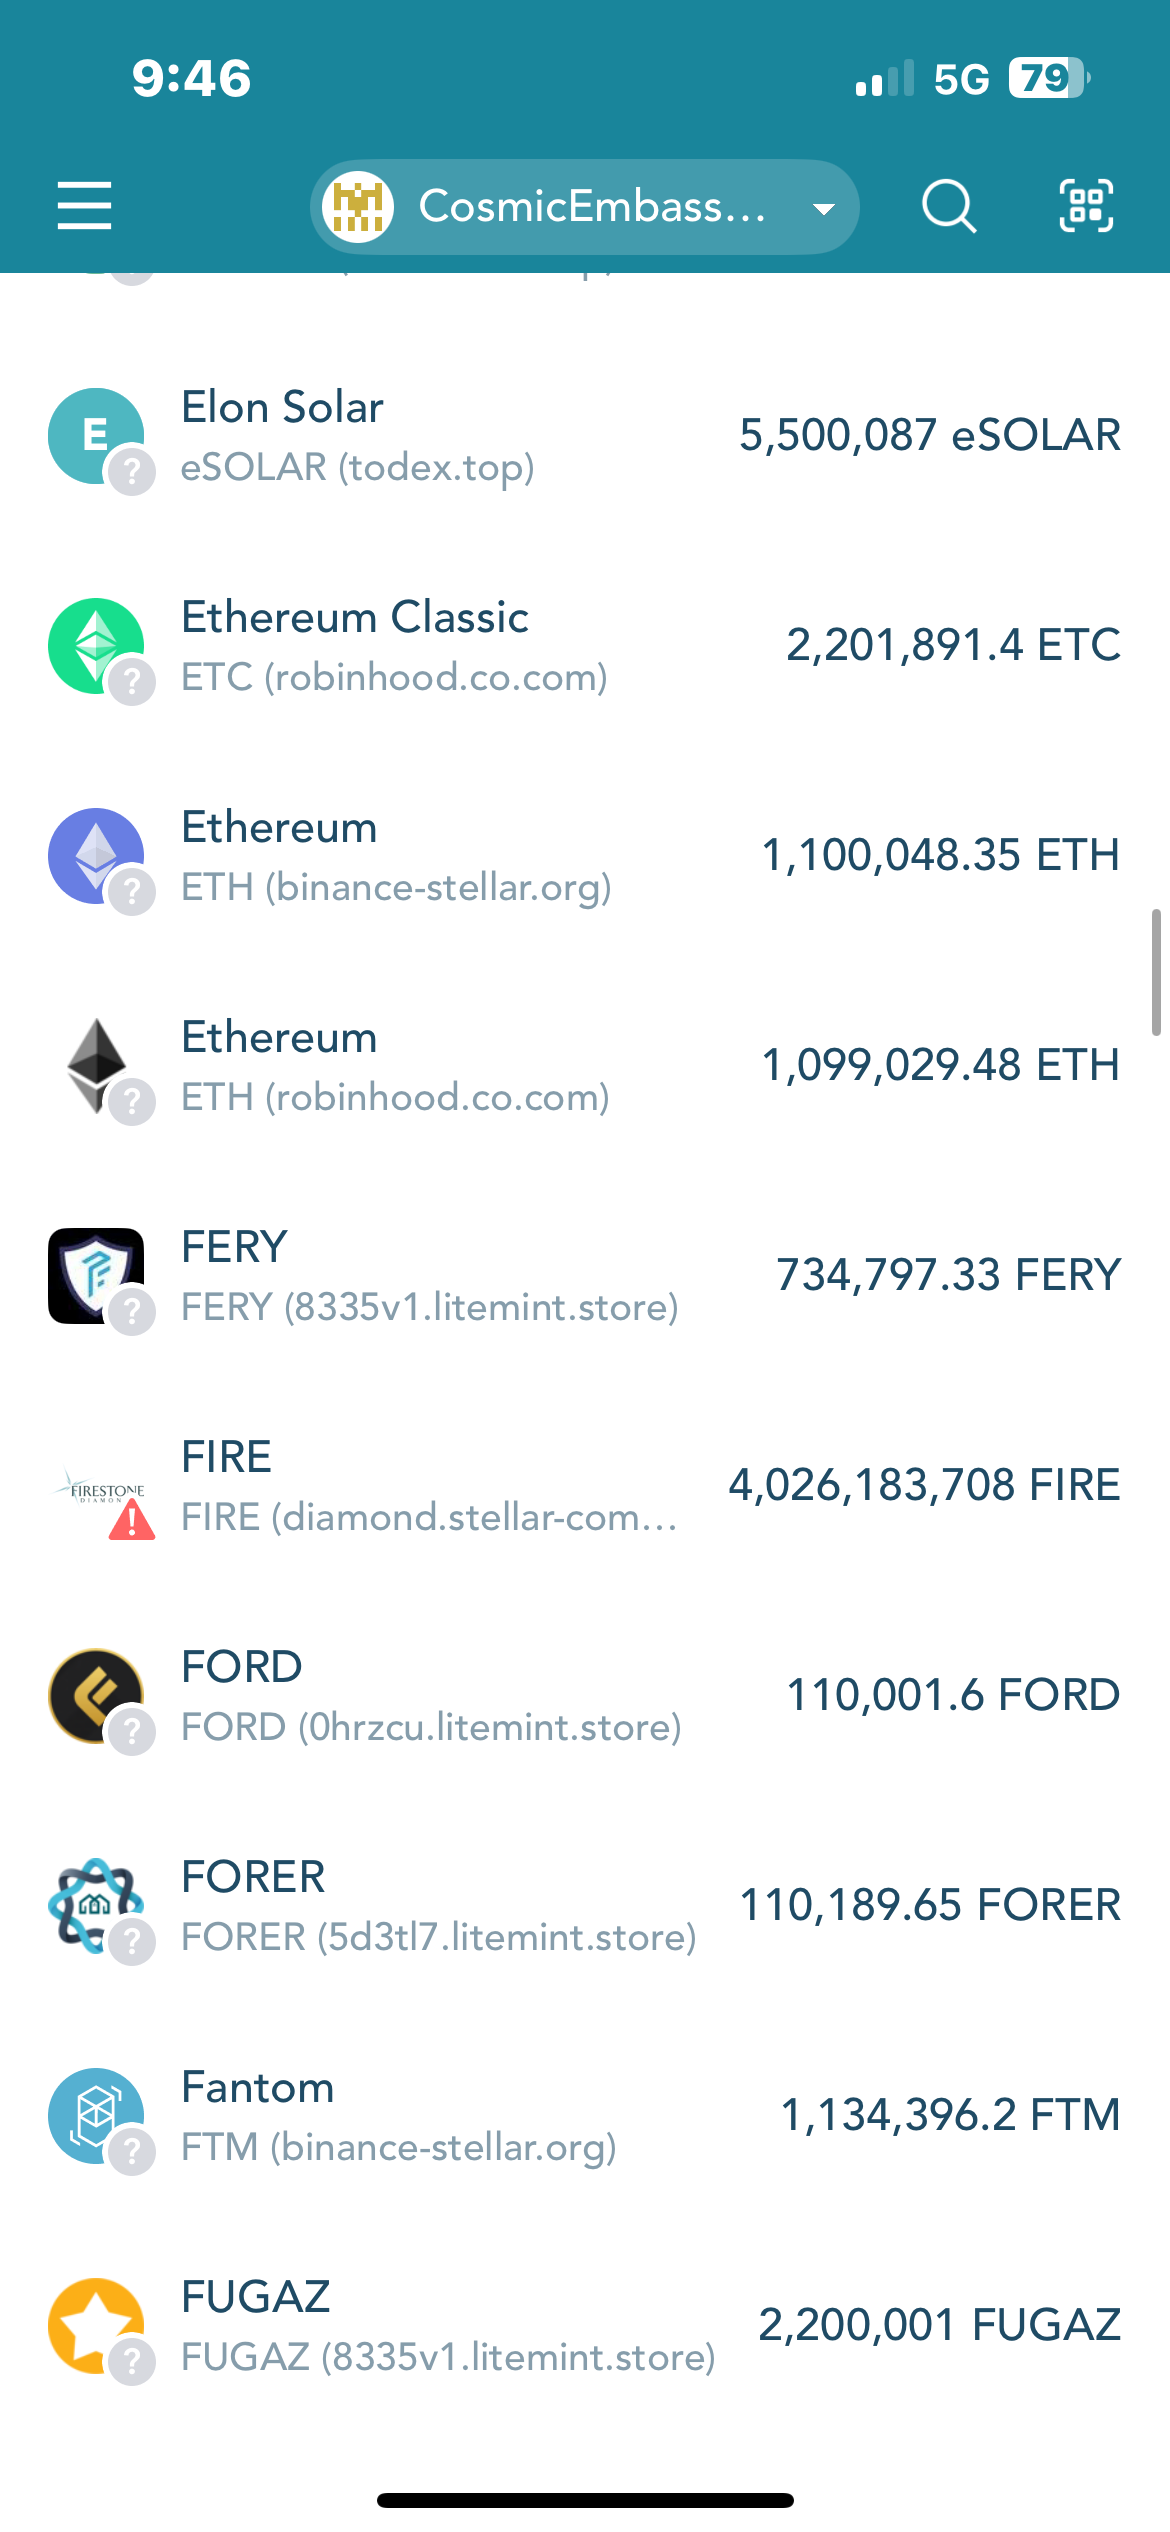 9:46
5G 79
CosmicEmbass...
E
Elon Solar
eSOLAR (todex.top)
5,500,087 eSOLAR
?
Ethereum Classic
ETC (robinhood.co.com)
2,201,891.4 ETC
?
Ethereum
ETH (binance-stellar.org)
1,100,048.35 ETH
?
Ethereum
ETH (robinhood.co.com)
1,099,029.48 ETH
?
FERY
FERY (8335v1.litemint.store)
734,797.33 FERY
?
FIRESTONE
DIAMON
!
FIRE
FIRE (diamond.stellar-com...
4,026,183,708 FIRE
FORD
FORD (0hrzcu.litemint.store)
110,001.6 FORD
?
FORER
FORER (5d3tl7.litemint.store)
110,189.65 FORER
?
Fantom
FTM (binance-stellar.org)
1,134,396.2 FTM
?
FUGAZ
FUGAZ (8335v1.litemint.store)
2,200,001 FUGAZ
?